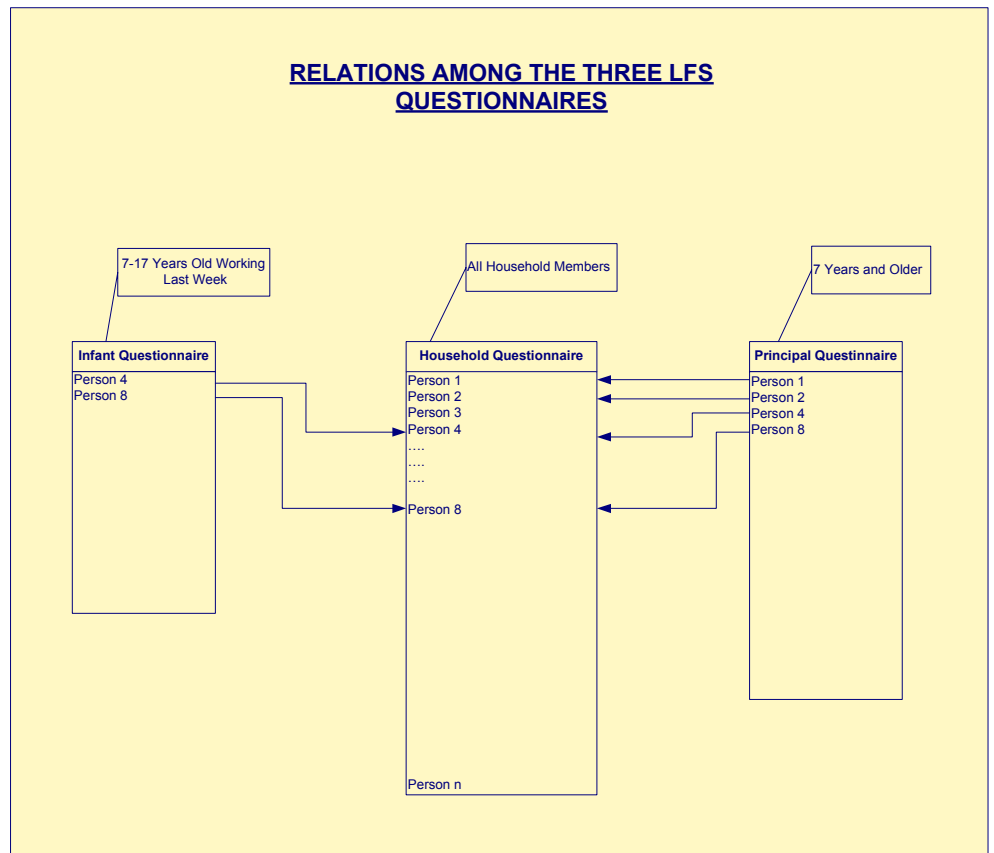 RELATIONS AMONG THE THREE LFS
QUESTIONNAIRES
7-17 Years Old Working
Last Week
All Household Members
7 Years and Older
Infant Questionnaire
Person 4
Person 8
Household Questionnaire
Person 1
Person 2
Person 3
Person 4
....
....
....
Person 8
Person n
Principal Questinnaire
Person 1
Person 2
Person 4
Person 8